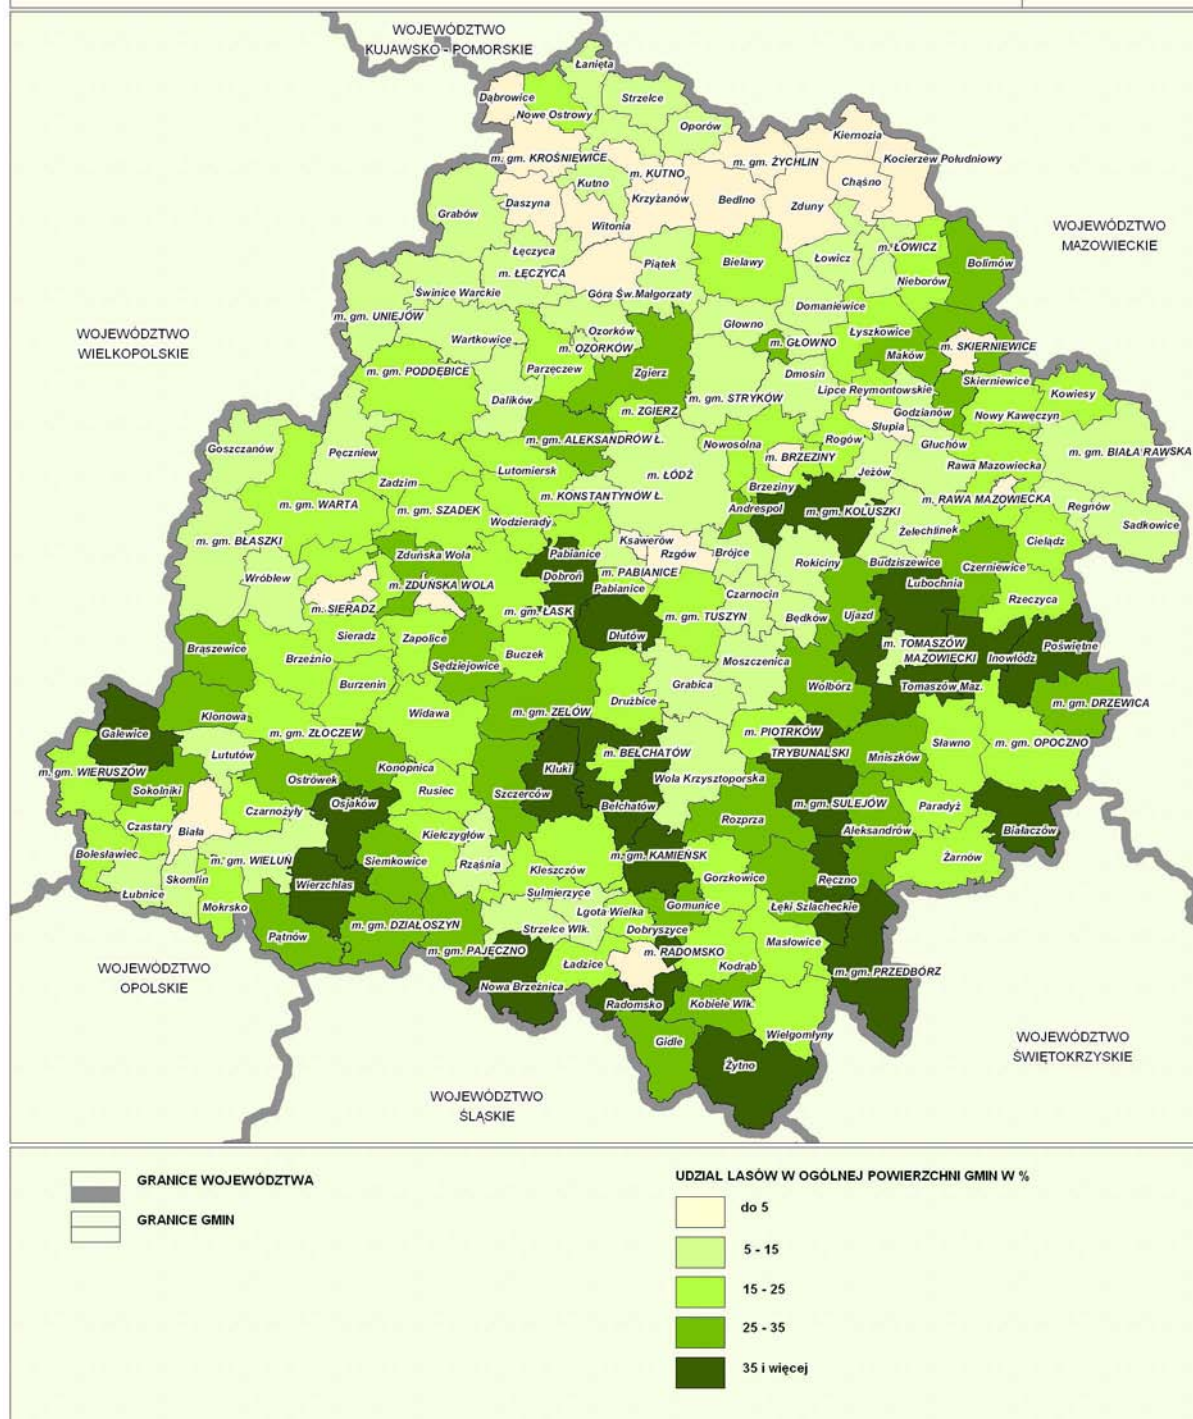 WOJEWÓDZTWO
KUJAWSKO - POMORSKIE
Łanięta
Dąbrowice
Strzelce
Nowe Ostrowy
Oporów
Kiernozia
m. gm. KROŚNIEWICE
m. gm. ŻYCHLIN
Kocierzew Południowy
m. KUTNO
Kutno
Chąśno
Daszyna
Krzyżanów
Bedlno
Zduny
Grabów
Witonia
WOJEWÓDZTWO
MAZOWIECKIE
Łęczyca
m. ŁOWICZ
Łowicz
Bielawy
Piątek
Bolimów
m. ŁĘCZYCA
Nieborów
Świnice Warckie
Góra Św.Małgorzaty
Domaniewice
m. gm. UNIEJÓW
WOJEWÓDZTWO
WIELKOPOLSKIE
Wartkowice
Ozorków
Głowno
Łyszkowice
m. OZORKÓW
m. GŁOWNO
m. SKIERNIEWICE
Maków
m. gm. PODDĘBICE
Parzęczew
Zgierz
Dmosin
Skierniewice
Lipce Reymontowskie
Kowiesy
Dalików
m. gm. STRYKÓW
m. ZGIERZ
Godzianów
Nowy Kawęczyn
Słupia
m. gm. ALEKSANDRÓW Ł.
Nowosolna
Rogów
Głuchów
Goszczanów
Pęczniew
m. BRZEZINY
m. gm. BIAŁA RAWSKA
Rawa Mazowiecka
Lutomiersk
m. ŁÓDŹ
Jeżów
Zadzim
Brzeziny
m. KONSTANTYNÓW Ł.
m. RAWA MAZOWIECKA
m. gm. WARTA
m. gm. SZADEK
Andrespol
m. gm. KOLUSZKI
Regnów
Wodzierady
Sadkowice
Żelechlinek
m. gm. BŁASZKI
Ksawerów
Cielądz
Zduńska Wola
Pabianice
Rzgów
Brójce
Rokiciny
Budziszewice
Wróblew
Dobroń
m. PABIANICE
Czerniewice
m. ZDUŃSKA WOLA
Pabianice
Lubochnia
Czarnocin
m. SIERADZ
m. gm. ŁASK
Rzeczyca
m. gm. TUSZYN
Będków
Ujazd
Sieradz
Zapolice
Dłutów
m. TOMASZÓW
MAZOWIECKI
Poświętne
Brąszewice
Buczek
Inowłódz
Brzeźnio
Sędziejowice
Moszczenica
Burzenin
Grabica
Wolbórz
Tomaszów Maz.
Drużbice
m. gm. DRZEWICA
Klonowa
Widawa
m. gm. ZELÓW
Galewice
m. gm. ZŁOCZEW
m. PIOTRKÓW
TRYBUNALSKI
Sławno
m. gm. OPOCZNO
Lututów
m. BEŁCHATÓW
Mniszków
m. gm. WIERUSZÓW
Konopnica
Kluki
Ostrówek
Wola Krzysztoporska
Sokolniki
Rusiec
Szczerców
Osjaków
Bełchatów
m. gm. SULEJÓW
Paradyż
Czarnożyły
Rozprza
Czastary
Biała
Kiełczygłów
Aleksandrów
Białaczów
Bolesławiec
m. gm. WIELUŃ
Siemkowice
Rząśnia
Kleszczów
m. gm. KAMIEŃSK
Żarnów
Skomlin
Wierzchlas
Gorzkowice
Ręczno
Łubnice
Sulmierzyce
Mokrsko
Gomunice
Łęki Szlacheckie
Lgota Wielka
m. gm. DZIAŁOSZYN
Strzelce Wlk.
Dobryszyce
Pątnów
Masłowice
m. gm. PAJĘCZNO
m. RADOMSKO
Ładzice
Kodrąb
m. gm. PRZEDBÓRZ
WOJEWÓDZTWO
OPOLSKIE
Nowa Brzeźnica
Radomsko
Kobiele Wlk.
Wielgomłyny
Gidle
WOJEWÓDZTWO
ŚWIĘTOKRZYSKIE
Żytno
WOJEWÓDZTWO
ŚLĄSKIE
GRANICE WOJEWÓDZTWA
GRANICE GMIN
UDZIAŁ LASÓW W OGÓLNEJ POWIERZCHNI GMIN W %
do 5
5 - 15
15 - 25
25 - 35
35 i więcej